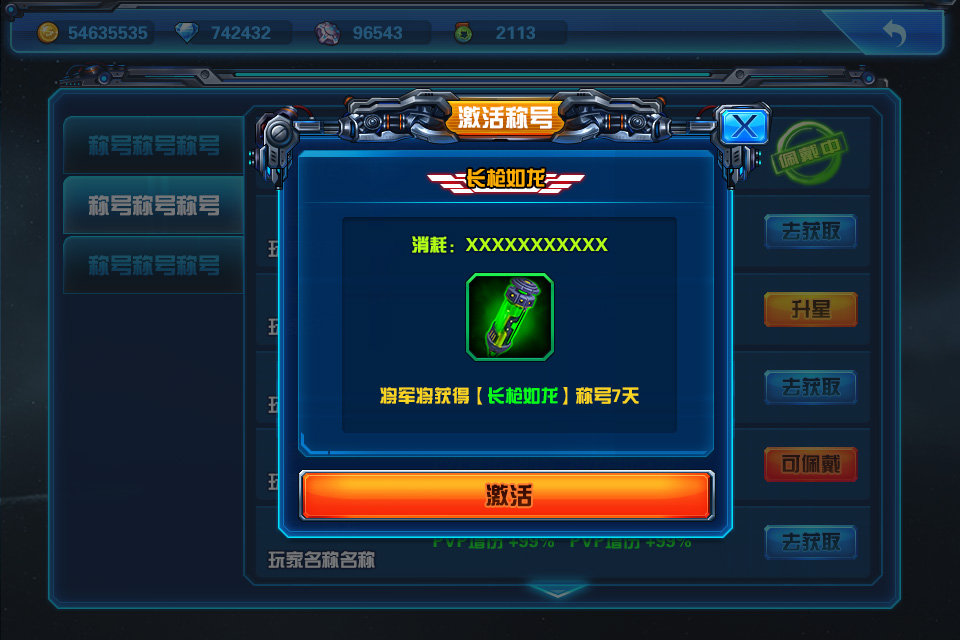 54635535 742432 96543 2113
激活称号
称号称号称号
称号称号称号
称号称号称号
佩戴中
长枪如龙
消耗：XXXXXXXXXXX
将军将获得【长枪如龙】称号7天
激活
玩
玩
玩
玩
去获取
升星
去获取
可佩戴
去获取
PVP增伤 +99% PVP增伤 +99%
玩家名称名称